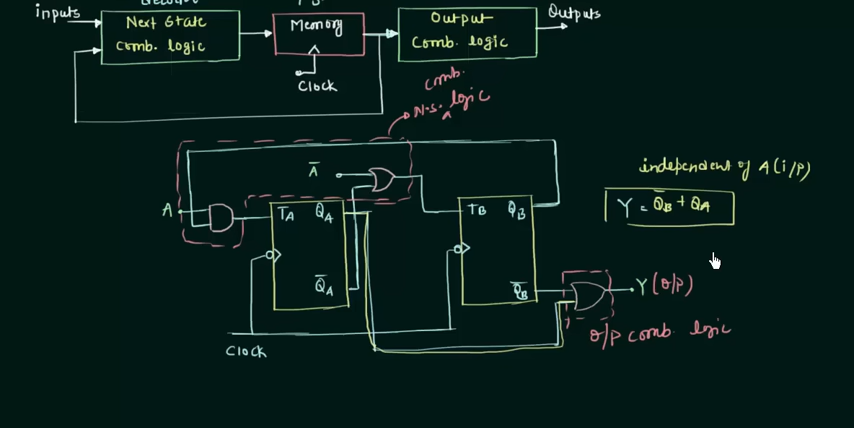 inputs
Next State
Comb. logic
Memory
Clock
Output
Comb. logic
Outputs
comb.
N.S. logic
independent of A (i/p)
Y = Q̅B + QA
A̅
A
TA QA
Q̅A
TB QB
Q̅B
Y (O/P)
O/P comb. logic
Clock